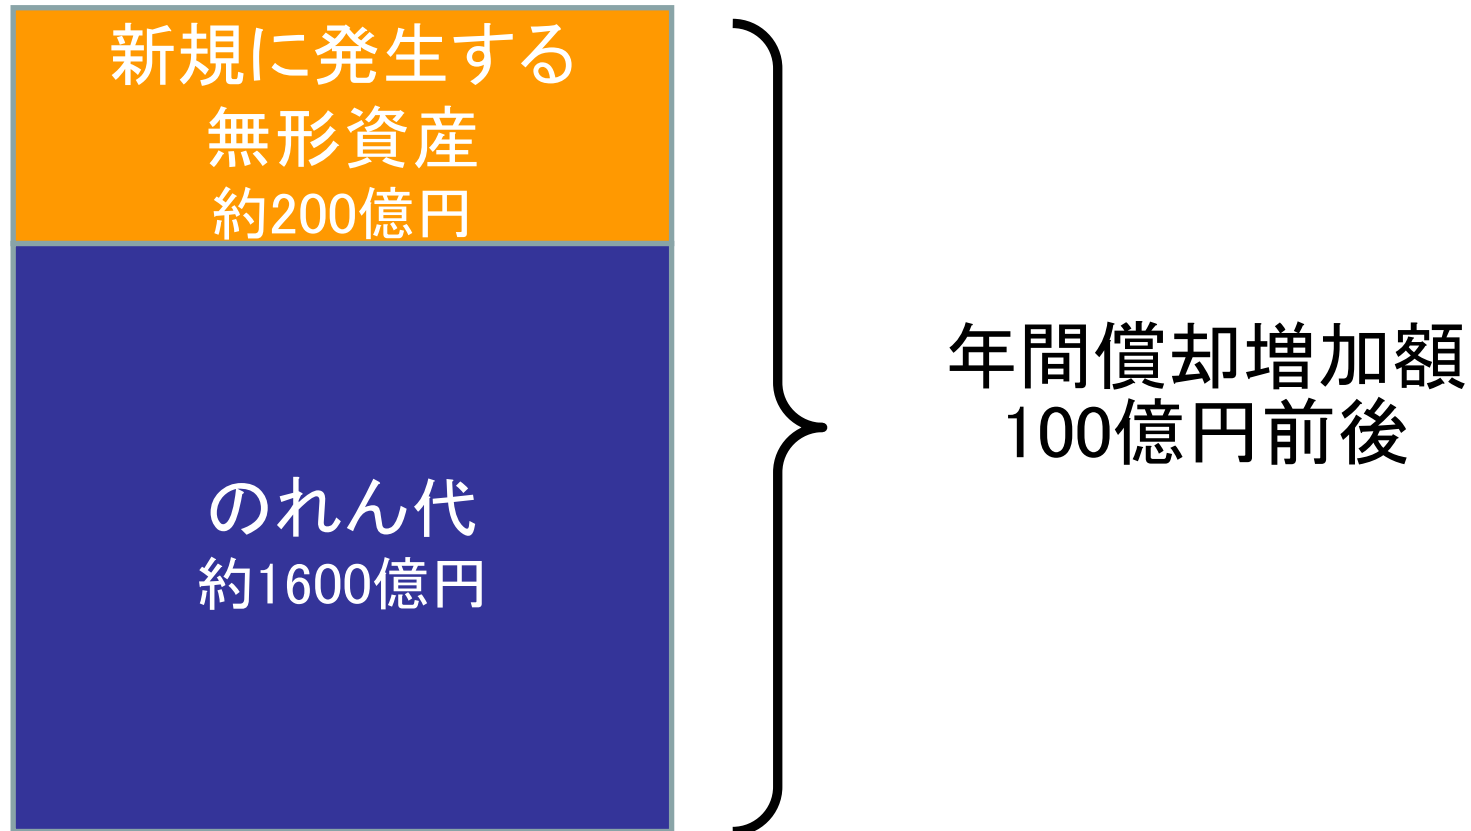 新規に発生する
無形資産
約200億円
のれん代
約1600億円
年間償却増加額
100億円前後